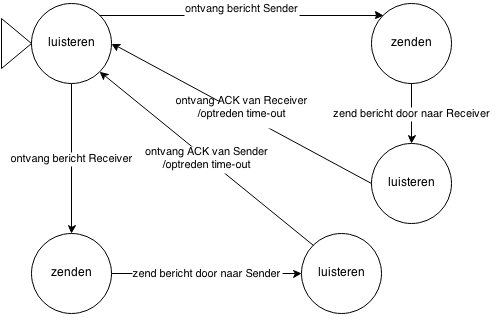 ontvang bericht Sender
luisteren
zenden
ontvang ACK van Receiver
/optreden time-out
zend bericht door naar Receiver
ontvang bericht Receiver
ontvang ACK van Sender
/optreden time-out
luisteren
zenden
zend bericht door naar Sender
luisteren